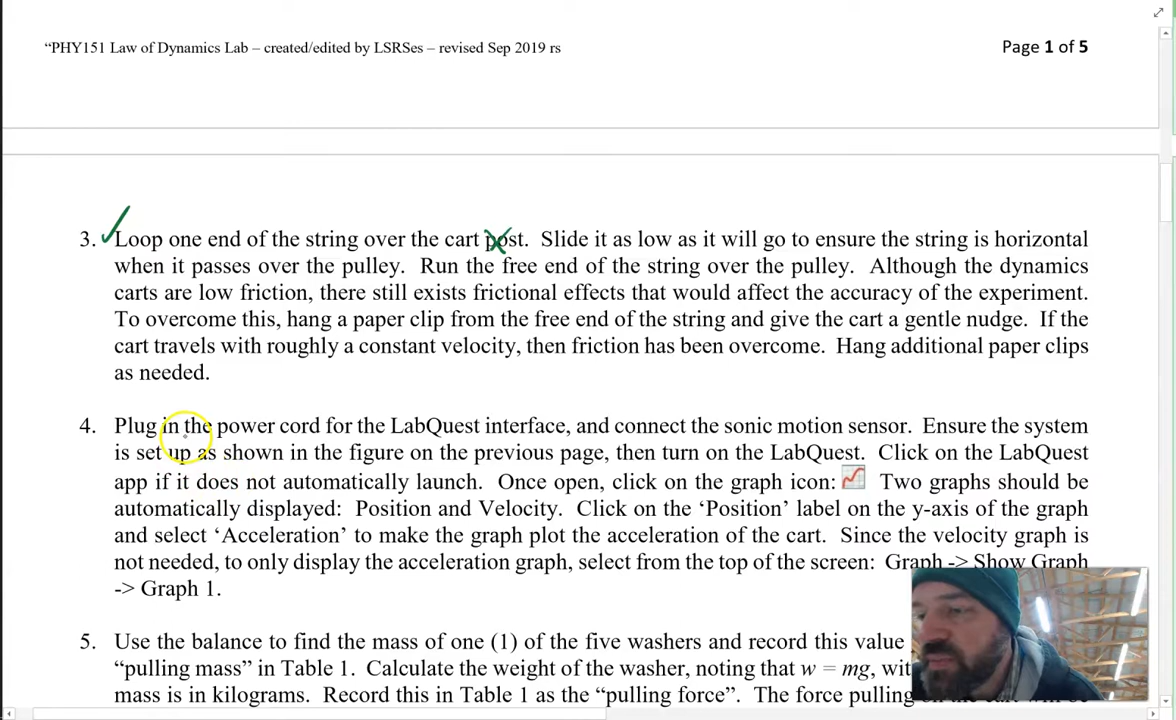 “PHY151 Law of Dynamics Lab – created/edited by LSRSes – revised Sep 2019 rs
Page 1 of 5
3. Loop one end of the string over the cart post. Slide it as low as it will go to ensure the string is horizontal
when it passes over the pulley. Run the free end of the string over the pulley. Although the dynamics
carts are low friction, there still exists frictional effects that would affect the accuracy of the experiment.
To overcome this, hang a paper clip from the free end of the string and give the cart a gentle nudge. If the
cart travels with roughly a constant velocity, then friction has been overcome. Hang additional paper clips
as needed.
4. Plug in the power cord for the LabQuest interface, and connect the sonic motion sensor. Ensure the system
is set up as shown in the figure on the previous page, then turn on the LabQuest. Click on the LabQuest
app if it does not automatically launch. Once open, click on the graph icon: Two graphs should be
automatically displayed: Position and Velocity. Click on the ‘Position’ label on the y-axis of the graph
and select ‘Acceleration’ to make the graph plot the acceleration of the cart. Since the velocity graph is
not needed, to only display the acceleration graph, select from the top of the screen: Graph -> Show Graph
-> Graph 1.
5. Use the balance to find the mass of one (1) of the five washers and record this value
“pulling mass” in Table 1. Calculate the weight of the washer, noting that w = mg, wit
mass is in kilograms. Record this in Table 1 as the “pulling force”. The force pulling